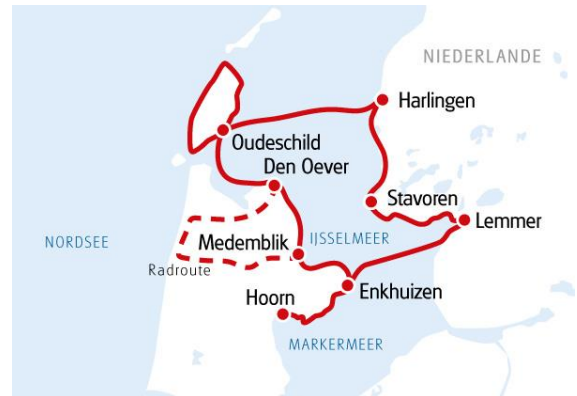 NIEDERLANDE
Harlingen
Oudeschild
Den Oever
Stavoren
Lemmer
NORDSEE
Medemblik
IJSSELMEER
Radroute
Hoorn
Enkhuizen
MARKERMEER